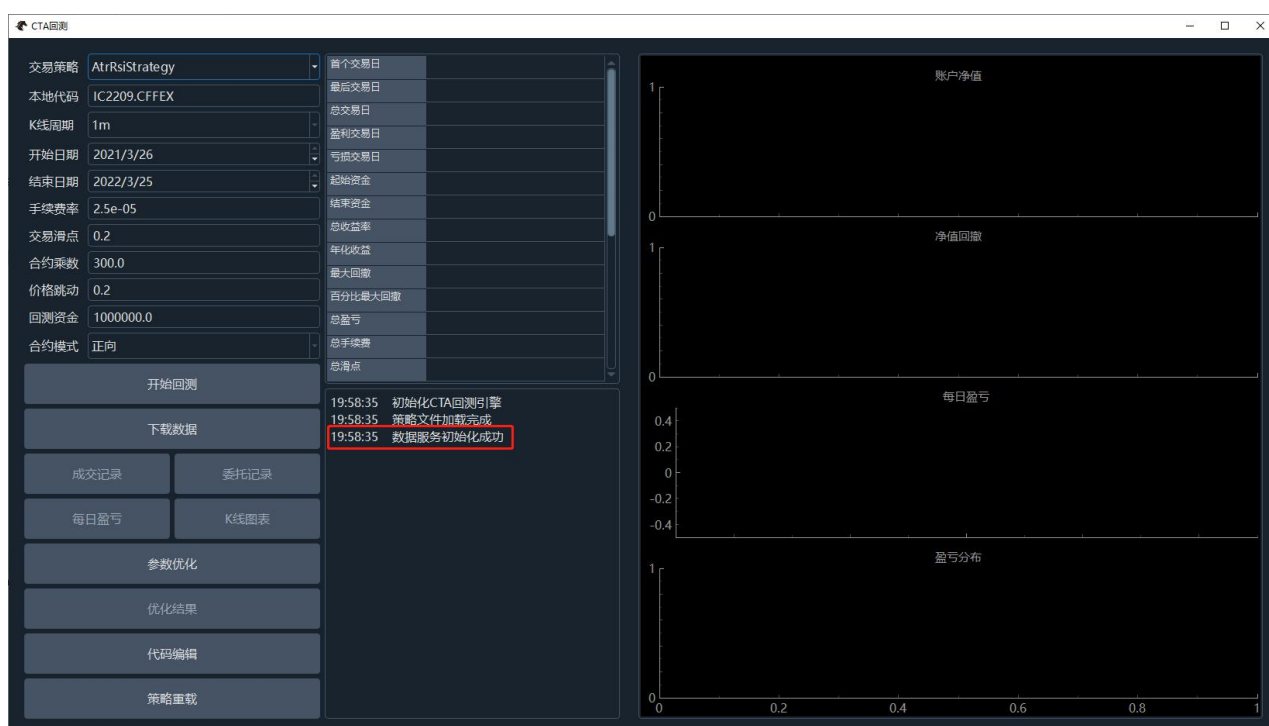 CTA回测
交易策略 AtrRsiStrategy
本地代码 IC2209.CFFEX
K线周期 1m
开始日期 2021/3/26
结束日期 2022/3/25
手续费率 2.5e-05
交易滑点 0.2
合约乘数 300.0
价格跳动 0.2
回测资金 1000000.0
合约模式 正向
开始回测
下载数据
成交记录 委托记录
每日盈亏 K线图表
参数优化
优化结果
代码编辑
策略重载
首个交易日
最后交易日
总交易日
盈利交易日
亏损交易日
起始资金
结束资金
总收益率
年化收益
最大回撤
百分比最大回撤
总盈亏
总手续费
总滑点
19:58:35 初始化CTA回测引擎
19:58:35 策略文件加载完成
19:58:35 数据服务初始化成功
账户净值
1
0
净值回撤
1
0
每日盈亏
0.4
0.2
0
-0.2
-0.4
盈亏分布
1
0
0 0.2 0.4 0.6 0.8 1